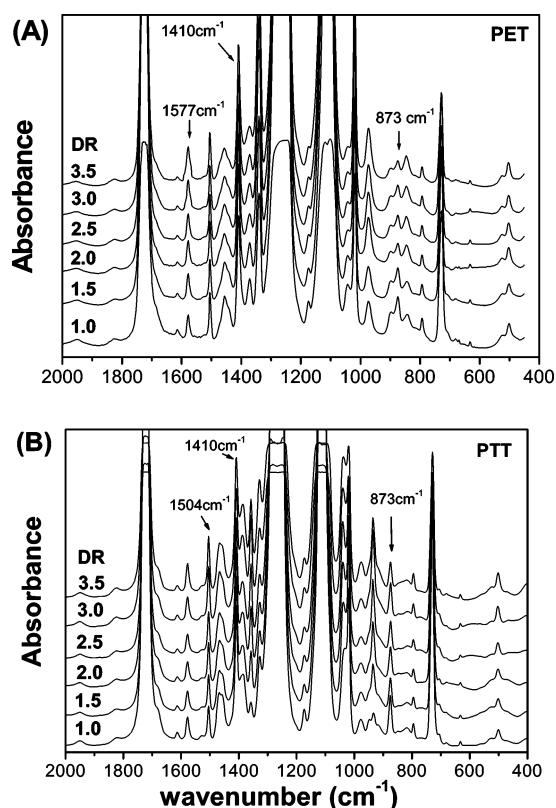 (A)
PET
1410cm-1
1577cm-1
873 cm-1
DR
3.5
3.0
2.5
2.0
1.5
1.0
Absorbance
2000 1800 1600 1400 1200 1000 800 600 400
(B)
PTT
1410cm-1
1504cm-1
873cm-1
DR
3.5
3.0
2.5
2.0
1.5
1.0
Absorbance
2000 1800 1600 1400 1200 1000 800 600 400
wavenumber (cm-1)